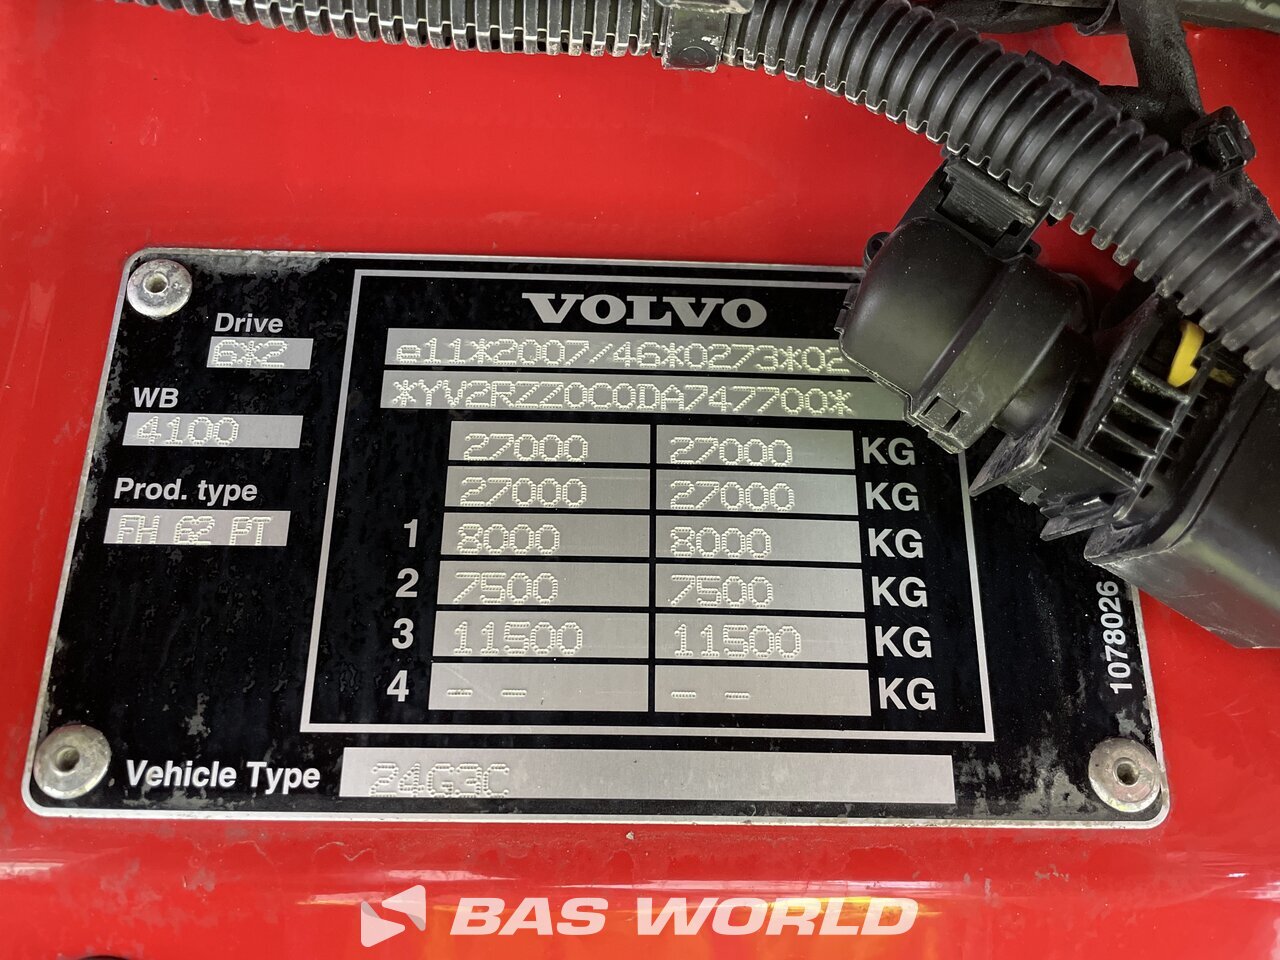 VOLVO
Drive
6*2
e11*2007/46*0273*02
WB
4100
*YV2RZZ0C0DA747700*
Prod. type
FH 62 PT
27000 27000 KG
27000 27000 KG
1 8000 8000 KG
2 7500 7500 KG
3 11500 11500 KG
4 -- -- KG
1078026
Vehicle Type 24G3C
BAS WORLD